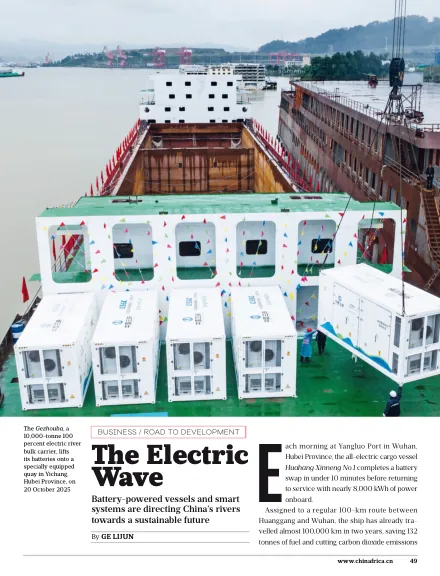 The Gezhouba, a
10,000-tonne 100
percent electric river
bulk carrier, lifts
its batteries onto a
specially equipped
quay in Yichang,
Hubei Province, on
20 October 2025
BUSINESS / ROAD TO DEVELOPMENT
The Electric
Wave
Battery-powered vessels and smart
systems are directing China's rivers
towards a sustainable future
By GE LIJUN
Each morning at Yangluo Port in Wuhan,
Hubei Province, the all-electric cargo vessel
Huahang Xinneng No.1 completes a battery
swap in under 10 minutes before returning
to service with nearly 8,000 kWh of power
onboard.
Assigned to a regular 100-km route between
Huanggang and Wuhan, the ship has already tra-
velled almost 100,000 km in two years, saving 132
tonnes of fuel and cutting carbon dioxide emissions
www.chinafrica.cn 49